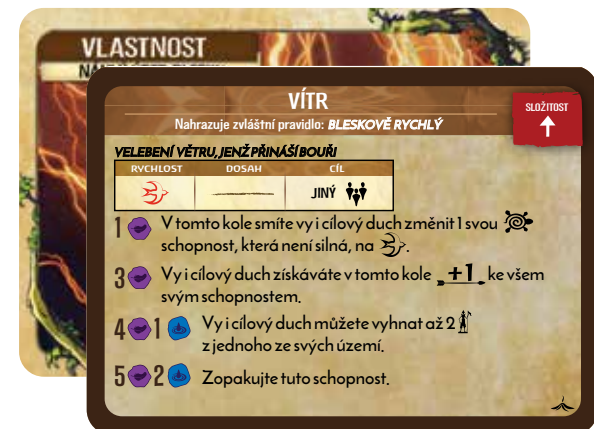 VLASTNOST
VÍTR
SLOŽITOST
Nahrazuje zvláštní pravidlo: BLESKOVĚ RYCHLÝ
VELEBENÍ VĚTRU, JENŽ PŘINÁŠÍ BOUŘI
RYCHLOST DOSAH CÍL
JINÝ
1 V tomto kole smíte vy i cílový duch změnit 1 svou
schopnost, která není silná, na .
3 Vy i cílový duch získáváte v tomto kole +1 ke všem
svým schopnostem.
4 1 Vy i cílový duch můžete vyhnat až 2
z jednoho ze svých území.
5 2 Zopakujte tuto schopnost.